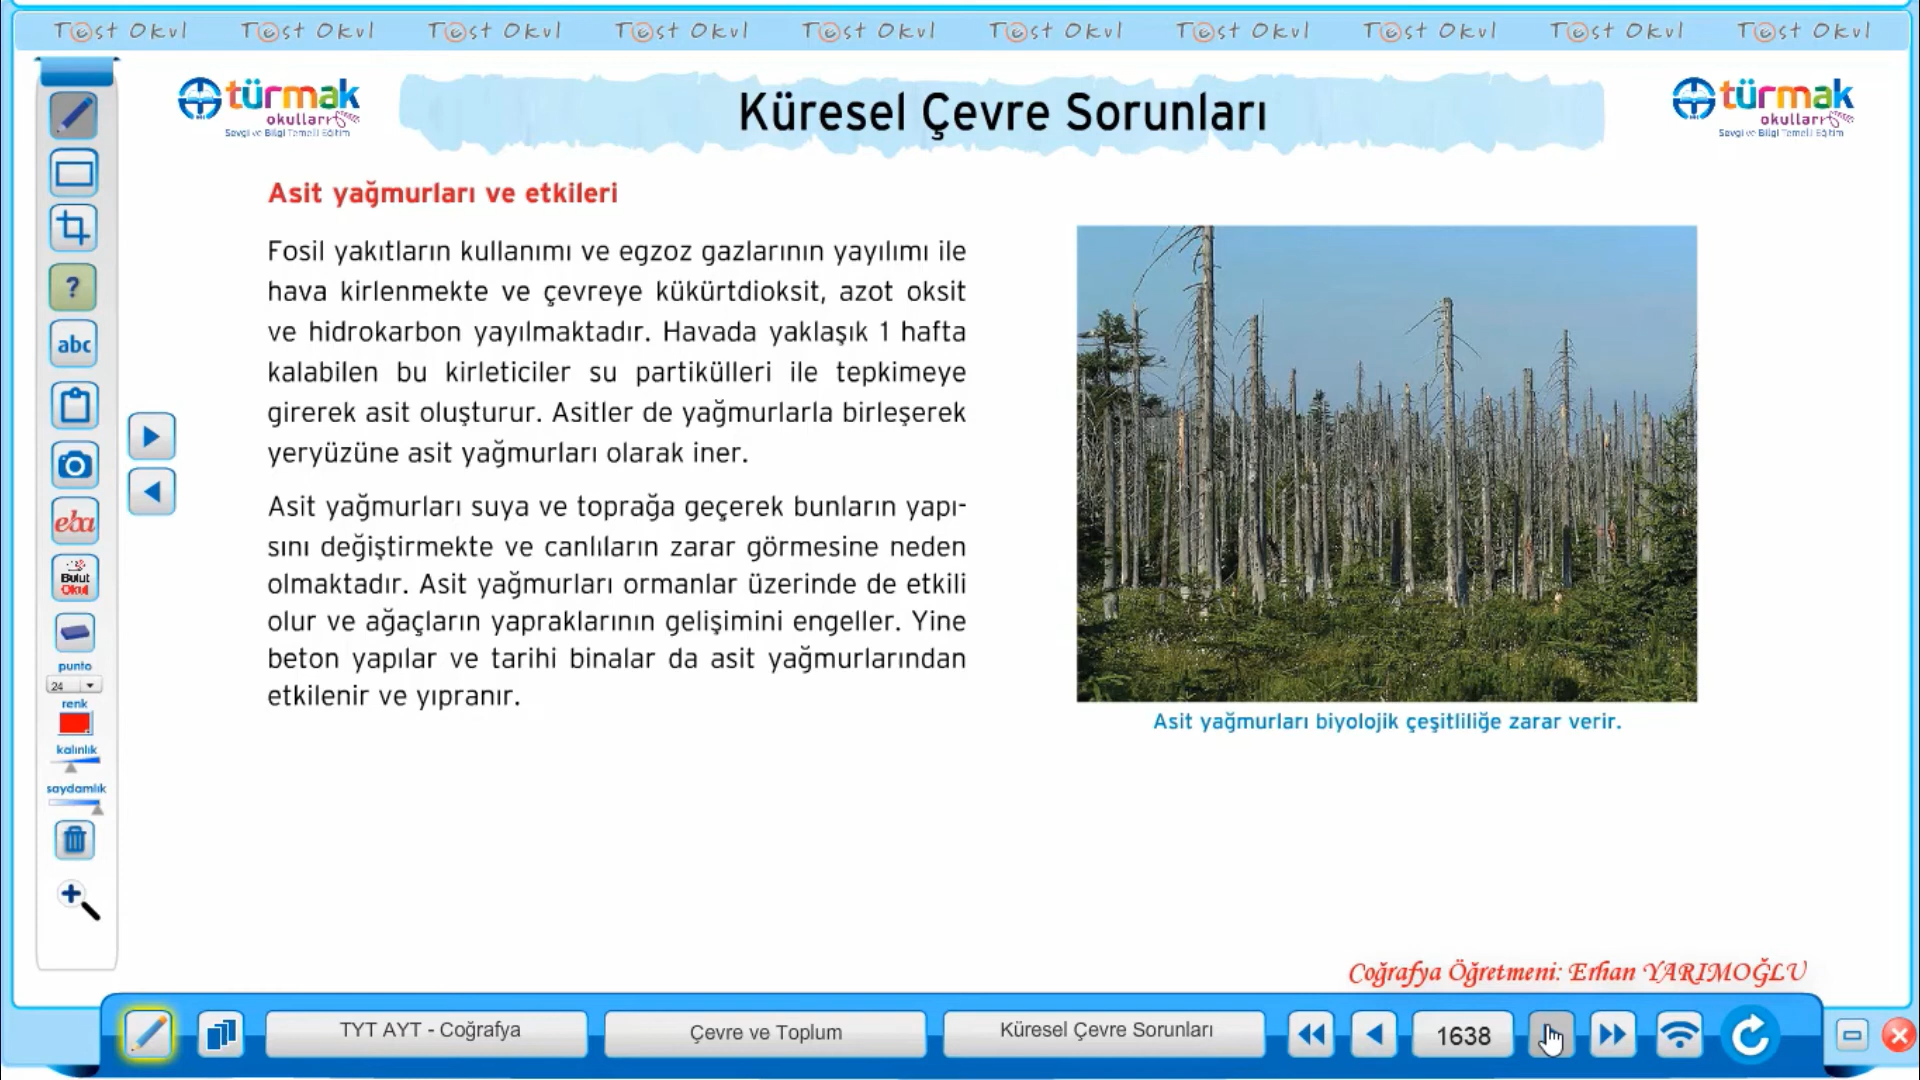 Test Okul Test Okul Test Okul Test Okul Test Okul Test Okul Test Okul Test Okul Test Okul Test Okul
türmak
okulları
Sevgi ve Bilgi Temelli Eğitim
Küresel Çevre Sorunları
türmak
okulları
Sevgi ve Bilgi Temelli Eğitim
Asit yağmurları ve etkileri
Fosil yakıtların kullanımı ve egzoz gazlarının yayılımı ile
hava kirlenmekte ve çevreye kükürtdioksit, azot oksit
ve hidrokarbon yayılmaktadır. Havada yaklaşık 1 hafta
kalabilen bu kirleticiler su partikülleri ile tepkimeye
girerek asit oluşturur. Asitler de yağmurlarla birleşerek
yeryüzüne asit yağmurları olarak iner.
Asit yağmurları suya ve toprağa geçerek bunların yapı-
sını değiştirmekte ve canlıların zarar görmesine neden
olmaktadır. Asit yağmurları ormanlar üzerinde de etkili
olur ve ağaçların yapraklarının gelişimini engeller. Yine
beton yapılar ve tarihi binalar da asit yağmurlarından
etkilenir ve yıpranır.
Asit yağmurları biyolojik çeşitliliğe zarar verir.
?
abc
eba
Bulut
Okul
punto
24
renk
kalınlık
saydamlık
Coğrafya Öğretmeni: Erhan YARIMOĞLU
TYT AYT - Coğrafya
Çevre ve Toplum
Küresel Çevre Sorunları
1638